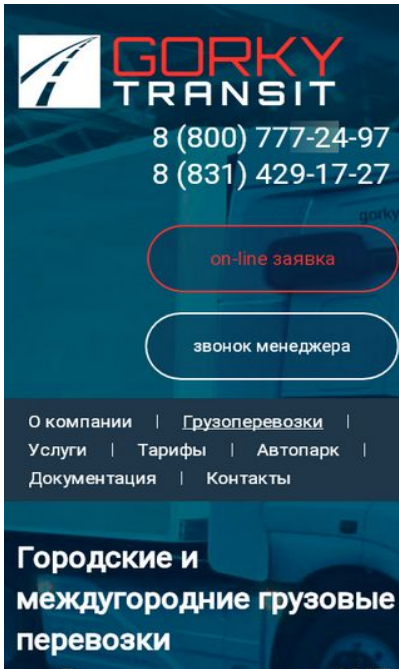 GORKY
TRANSIT
8 (800) 777-24-97
8 (831) 429-17-27
gorky
on-line заявка
звонок менеджера
О компании | Грузоперевозки |
Услуги | Тарифы | Автопарк |
Документация | Контакты
Городские и
междугородние грузовые
перевозки